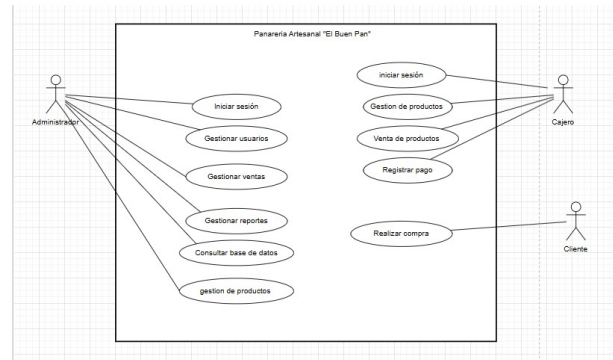 Panareria Artesanal "El Buen Pan"
Administrador
Iniciar sesión
Gestionar usuarios
Gestionar ventas
Gestionar reportes
Consultar base de datos
gestion de productos
iniciar sesión
Gestion de productos
Venta de productos
Registrar pago
Realizar compra
Cajero
Cliente